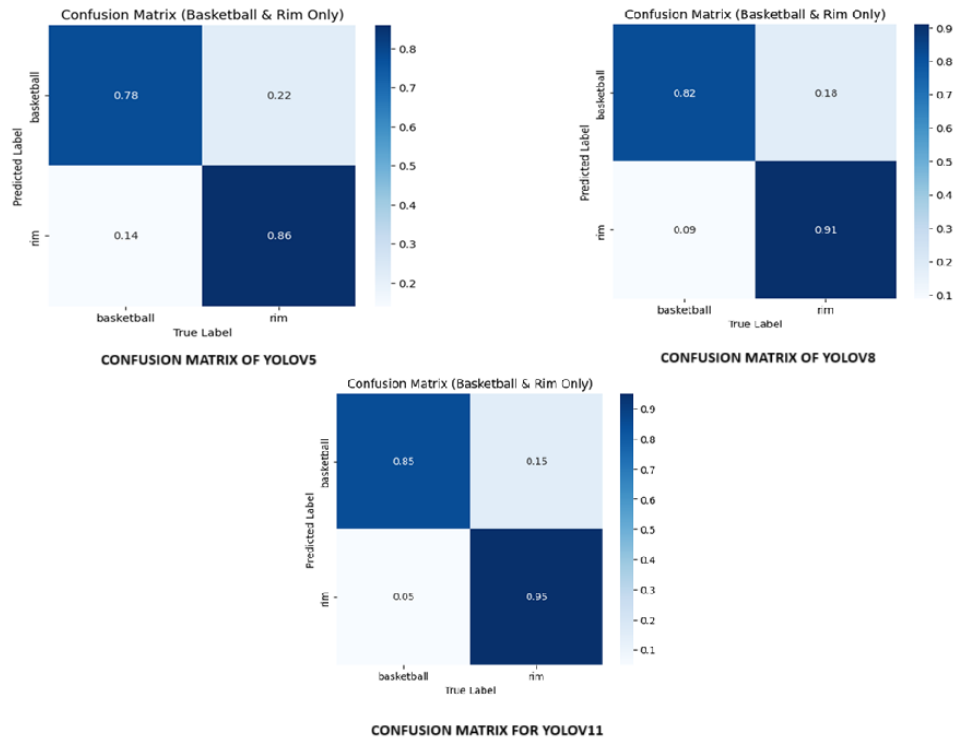 Confusion Matrix (Basketball & Rim Only)
Predicted Label
basketball
rim
0.78
0.22
0.14
0.86
basketball
rim
True Label
0.8
0.7
0.6
0.5
0.4
0.3
0.2
CONFUSION MATRIX OF YOLOV5
Confusion Matrix (Basketball & Rim Only)
Predicted Label
basketball
rim
0.82
0.18
0.09
0.91
basketball
rim
True Label
0.9
0.8
0.7
0.6
0.5
0.4
0.3
0.2
0.1
CONFUSION MATRIX OF YOLOV8
Confusion Matrix (Basketball & Rim Only)
Predicted Label
basketball
rim
0.85
0.15
0.05
0.95
basketball
rim
True Label
0.9
0.8
0.7
0.6
0.5
0.4
0.3
0.2
0.1
CONFUSION MATRIX FOR YOLOV11